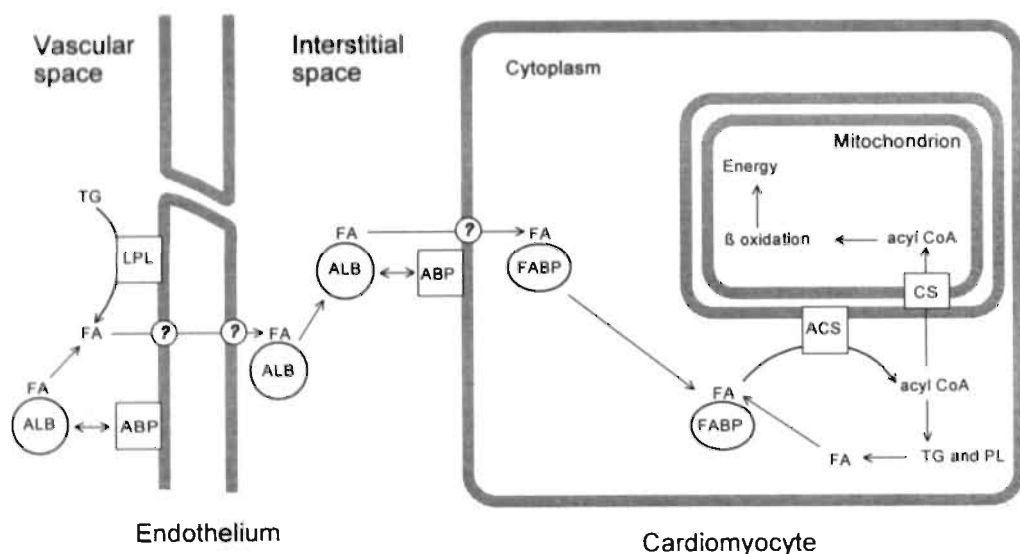 Vascular
space
Interstitial
space
Cytoplasm
Mitochondrion
Energy
ß oxidation
acyl CoA
CS
TG
LPL
FA
?
?
FA
ALB
FA
ALB
ABP
FA
ALB
ABP
?
FA
FABP
ACS
FA
FABP
acyl CoA
FA
TG and PL
Endothelium
Cardiomyocyte